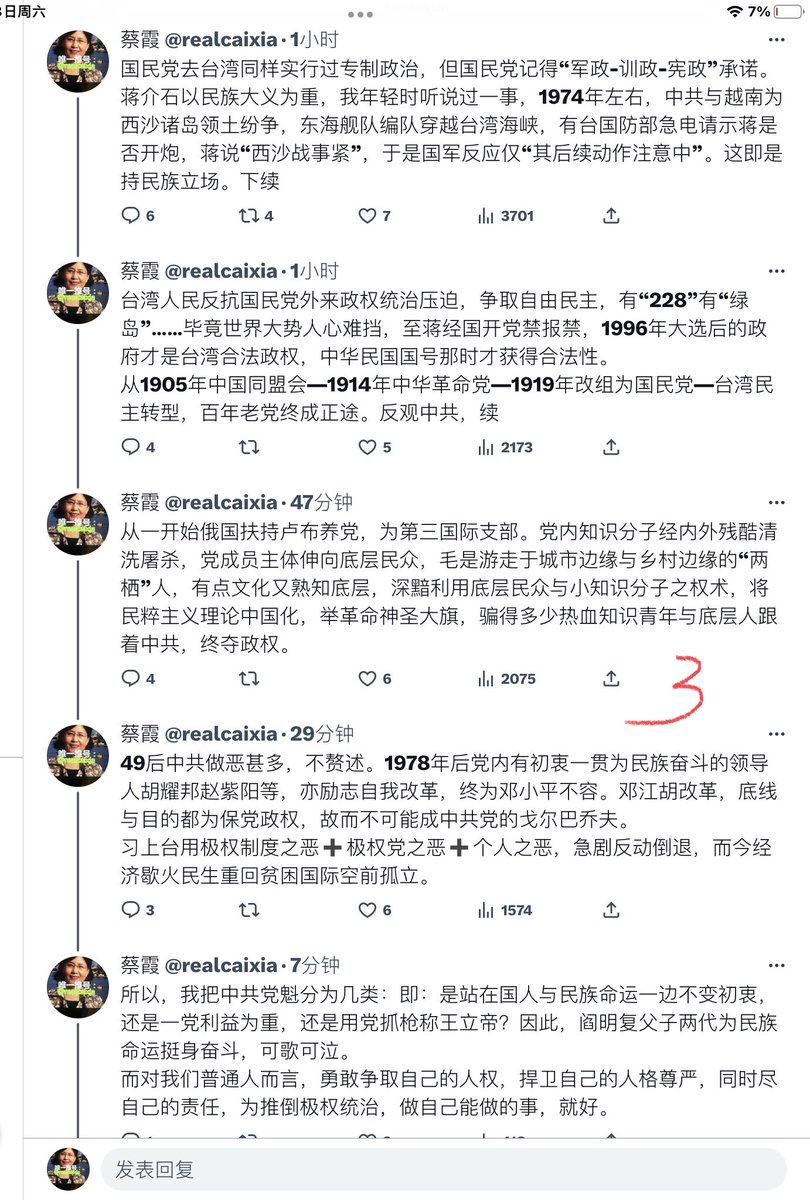 日周六
7%
蔡霞 @realcaixia · 1小时
国民党去台湾同样实行过专制政治，但国民党记得“军政-训政-宪政”承诺。
蒋介石以民族大义为重，我年轻时听说过一事，1974年左右，中共与越南为
西沙诸岛领土纷争，东海舰队编队穿越台湾海峡，有台国防部急电请示蒋是
否开炮，蒋说“西沙战事紧”，于是国军反应仅“其后续动作注意中”。这即是
持民族立场。下续
6 4 7 3701
蔡霞 @realcaixia · 1小时
台湾人民反抗国民党外来政权统治压迫，争取自由民主，有“228”有“绿
岛”……毕竟世界大势人心难挡，至蒋经国开党禁报禁，1996年大选后的政
府才是台湾合法政权，中华民国国号那时才获得合法性。
从1905年中国同盟会—1914年中华革命党—1919年改组为国民党—台湾民
主转型，百年老党终成正途。反观中共，续
4 5 2173
蔡霞 @realcaixia · 47分钟
从一开始俄国扶持卢布养党，为第三国际支部。党内知识分子经内外残酷清
洗屠杀，党成员主体伸向底层民众，毛是游走于城市边缘与乡村边缘的“两
栖”人，有点文化又熟知底层，深黯利用底层民众与小知识分子之权术，将
民粹主义理论中国化，举革命神圣大旗，骗得多少热血知识青年与底层人跟
着中共，终夺政权。
4 6 2075
3
蔡霞 @realcaixia · 29分钟
49后中共做恶甚多，不赘述。1978年后党内有初衷一贯为民族奋斗的领导
人胡耀邦赵紫阳等，亦励志自我改革，终为邓小平不容。邓江胡改革，底线
与目的都为保党政权，故而不可能成中共党的戈尔巴乔夫。
习上台用极权制度之恶➕极权党之恶➕个人之恶，急剧反动倒退，而今经
济歇火民生重回贫困国际空前孤立。
3 6 1574
蔡霞 @realcaixia · 7分钟
所以，我把中共党魁分为几类：即：是站在国人与民族命运一边不变初衷，
还是一党利益为重，还是用党抓枪称王立帝？因此，阎明复父子两代为民族
命运挺身奋斗，可歌可泣。
而对我们普通人而言，勇敢争取自己的人权，捍卫自己的人格尊严，同时尽
自己的责任，为推倒极权统治，做自己能做的事，就好。
发表回复